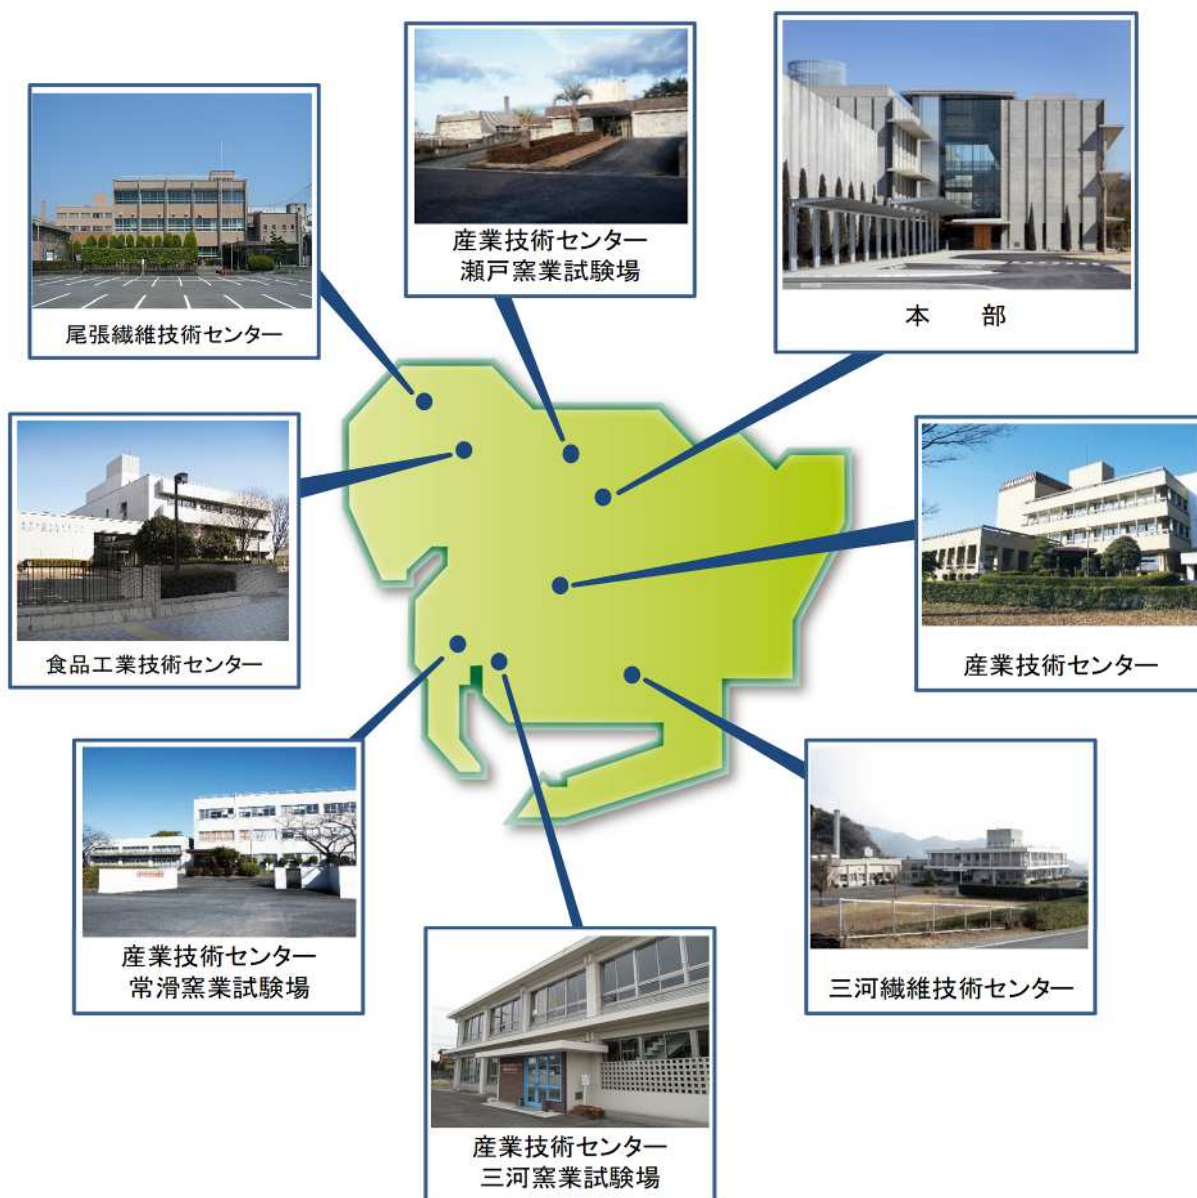 産業技術センター
瀬戸窯業試験場
本　　部
尾張繊維技術センター
食品工業技術センター
産業技術センター
産業技術センター
常滑窯業試験場
三河繊維技術センター
産業技術センター
三河窯業試験場